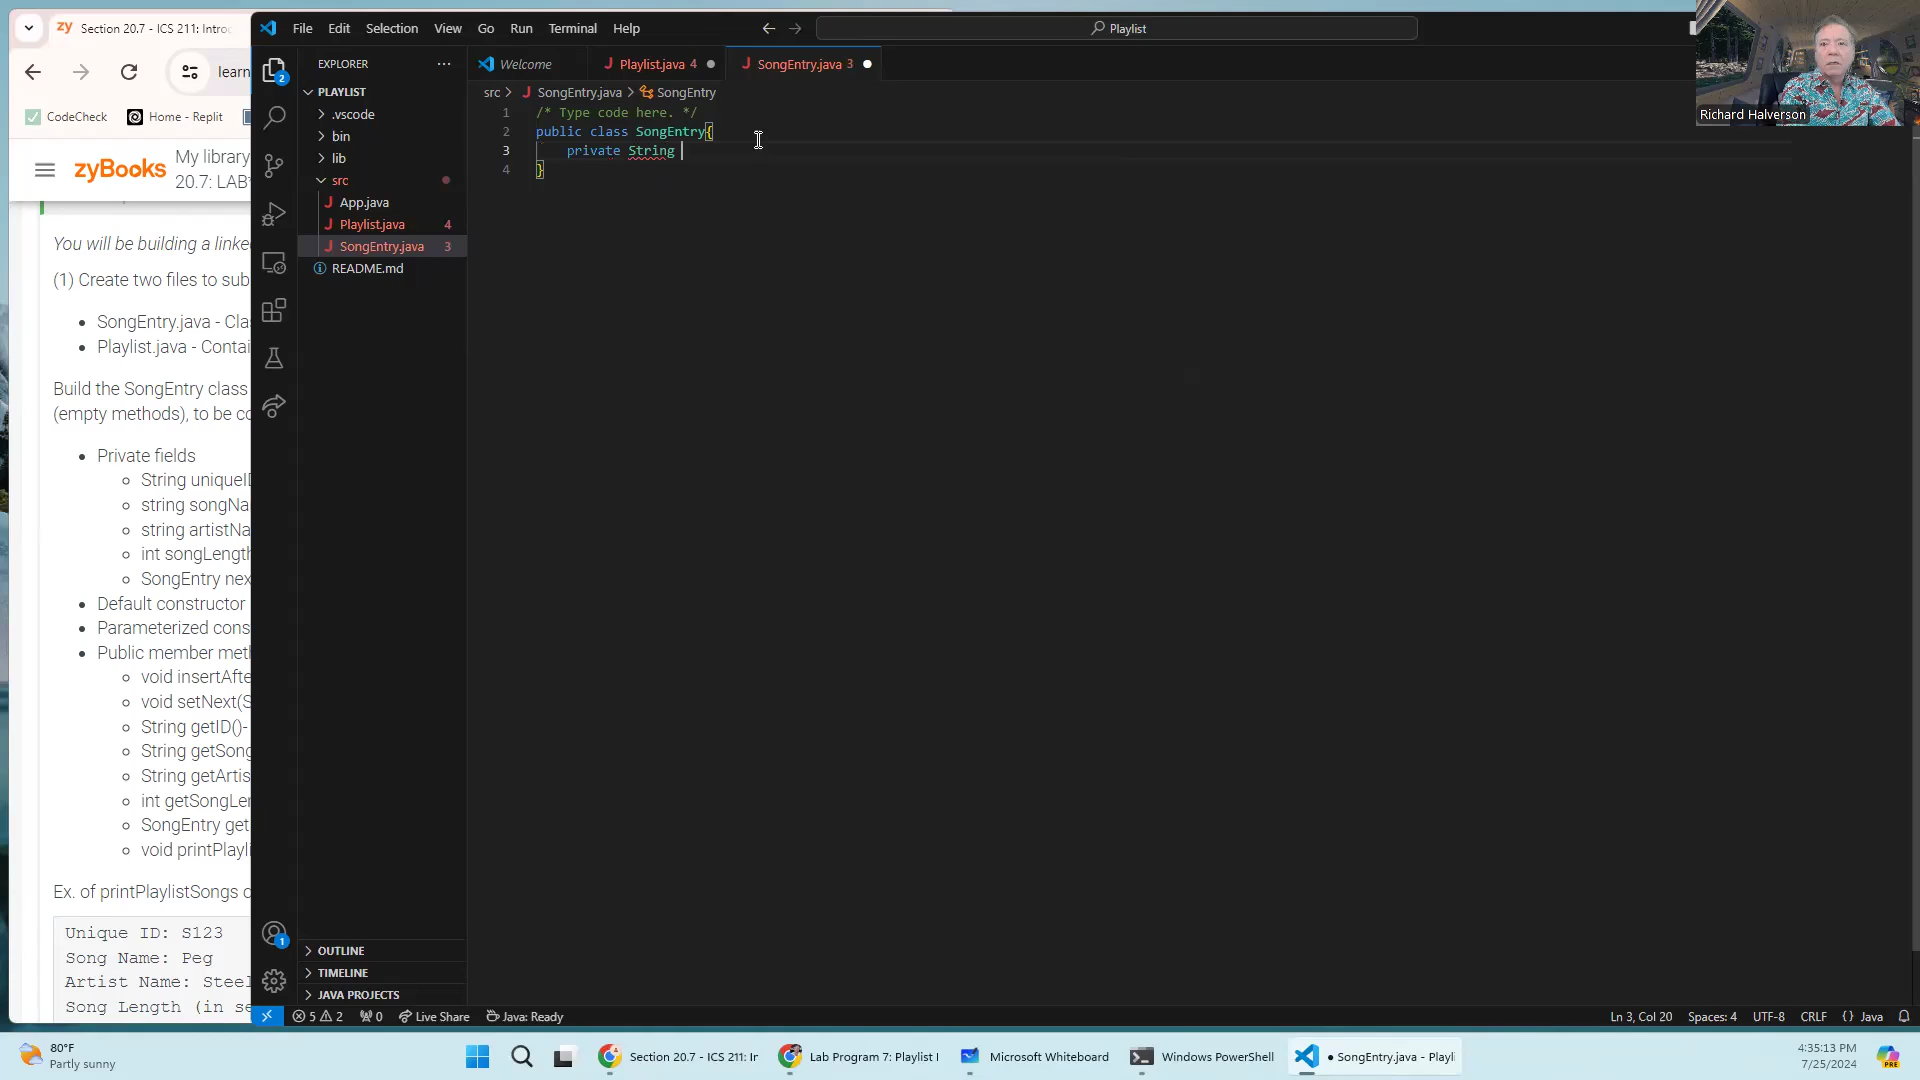 Section 20.7 - ICS 211: Intro
learn
CodeCheck
Home - Replit
zyBooks
My library
20.7: LAB
You will be building a linke
(1) Create two files to sub
SongEntry.java - Cla
Playlist.java - Contai
Build the SongEntry class
(empty methods), to be co
Private fields
String uniqueID
string songNa
string artistNa
int songLength
SongEntry nex
Default constructor
Parameterized cons
Public member meth
void insertAfte
void setNext(S
String getID()-
String getSong
String getArtis
int getSongLen
SongEntry get
void printPlayli
Ex. of printPlaylistSongs o
Unique ID: S123
Song Name: Peg
Artist Name: Steel
Song Length (in se
File Edit Selection View Go Run Terminal Help
Playlist
EXPLORER
PLAYLIST
.vscode
bin
lib
src
App.java
Playlist.java 4
SongEntry.java 3
README.md
OUTLINE
TIMELINE
JAVA PROJECTS
2
1
Welcome
Playlist.java 4
SongEntry.java 3
src > SongEntry.java > SongEntry
1 /* Type code here. */
2 public class SongEntry{
3 private String
4 }
Richard Halverson
5 2 0 Live Share Java: Ready
Ln 3, Col 20 Spaces: 4 UTF-8 CRLF {} Java
80°F
Partly sunny
Section 20.7 - ICS 211: Ir
Lab Program 7: Playlist I
Microsoft Whiteboard
Windows PowerShell
● SongEntry.java - Playl
4:35:13 PM
7/25/2024
PRE